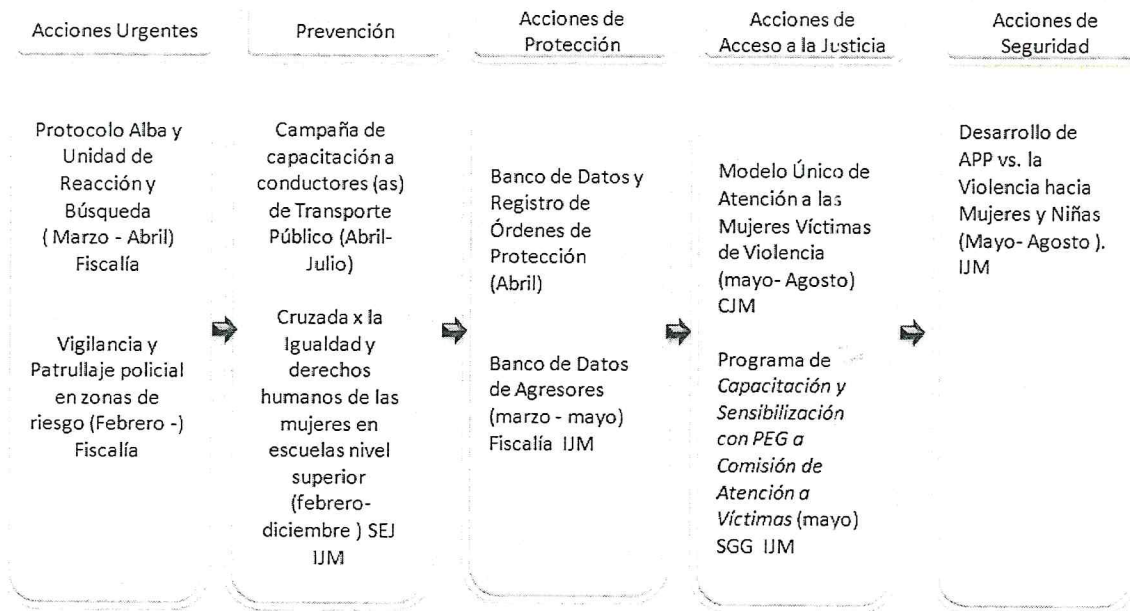 Acciones Urgentes
Protocolo Alba y
Unidad de
Reacción y
Búsqueda
( Marzo - Abril)
Fiscalía
Vigilancia y
Patrullaje policial
en zonas de
riesgo (Febrero -)
Fiscalía
Prevención
Campaña de
capacitación a
conductores (as)
de Transporte
Público (Abril-
Julio)
Cruzada x la
Igualdad y
derechos
humanos de las
mujeres en
escuelas nivel
superior
(febrero-
diciembre ) SEJ
IJM
Acciones de
Protección
Banco de Datos y
Registro de
Órdenes de
Protección
(Abril)
Banco de Datos
de Agresores
(marzo - mayo)
Fiscalía IJM
Acciones de
Acceso a la Justicia
Modelo Único de
Atención a las
Mujeres Víctimas
de Violencia
(mayo- Agosto)
CJM
Programa de
Capacitación y
Sensibilización
con PEG a
Comisión de
Atención a
Víctimas (mayo)
SGG IJM
Acciones de
Seguridad
Desarrollo de
APP vs. la
Violencia hacia
Mujeres y Niñas
(Mayo- Agosto ).
IJM